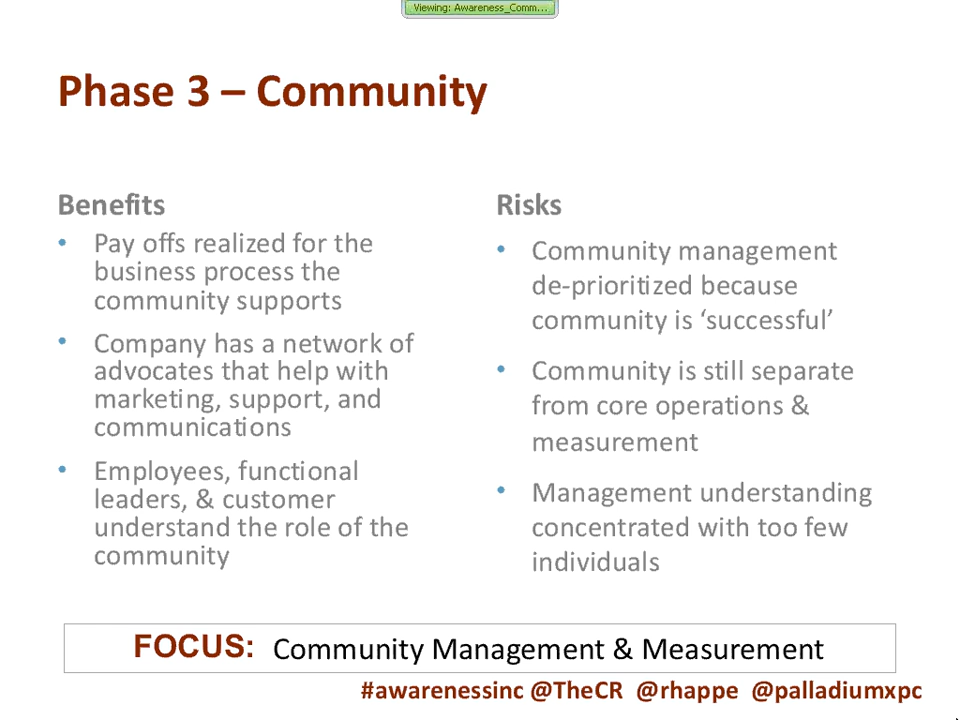 Viewing: Awareness_Comm...
Phase 3 – Community
Benefits
• Pay offs realized for the
business process the
community supports
• Company has a network of
advocates that help with
marketing, support, and
communications
• Employees, functional
leaders, & customer
understand the role of the
community
Risks
• Community management
de-prioritized because
community is ‘successful’
• Community is still separate
from core operations &
measurement
• Management understanding
concentrated with too few
individuals
FOCUS: Community Management & Measurement
#awarenessinc @TheCR @rhappe @palladiumxpc